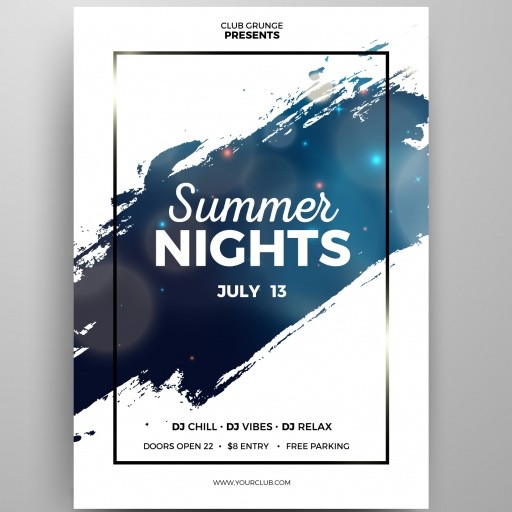 CLUB GRUNGE
PRESENTS
Summer
NIGHTS
JULY 13
DJ CHILL • DJ VIBES • DJ RELAX
DOORS OPEN 22 • $8 ENTRY • FREE PARKING
WWW.YOURCLUB.COM